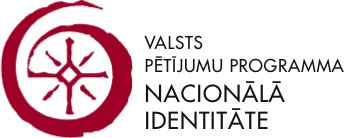 VALSTS
PĒTĪJUMU PROGRAMMA
NACIONĀLĀ
IDENTITĀTE